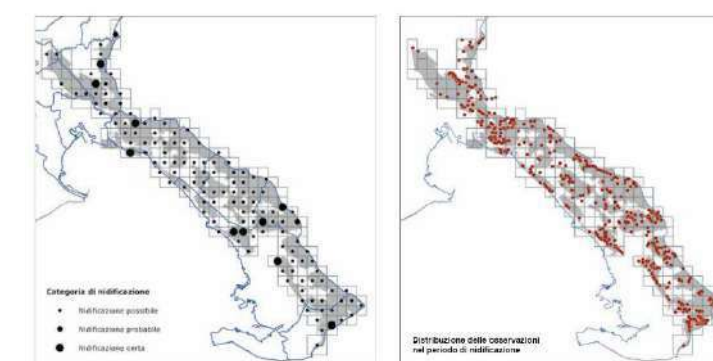 Categoria di nidificazione
Nidificazione possibile
Nidificazione probabile
Nidificazione certa
Distribuzione delle osservazioni
nel periodo di nidificazione